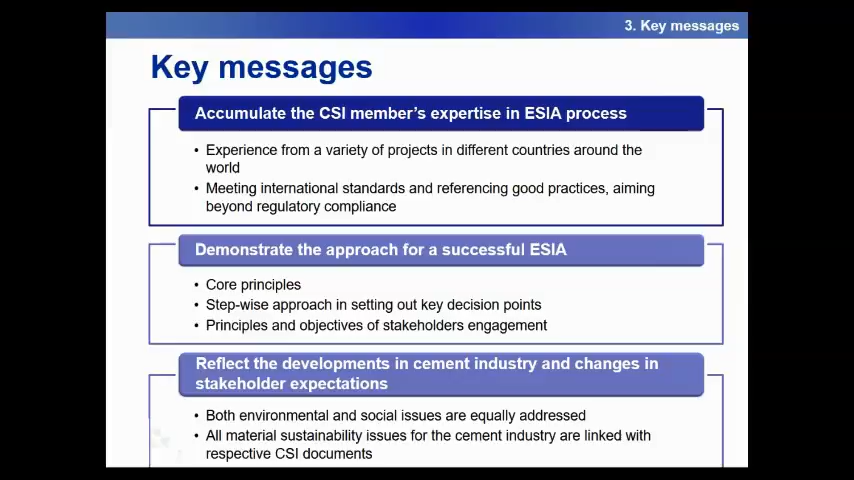 3. Key messages
Key messages
Accumulate the CSI member's expertise in ESIA process
• Experience from a variety of projects in different countries around the
world
• Meeting international standards and referencing good practices, aiming
beyond regulatory compliance
Demonstrate the approach for a successful ESIA
• Core principles
• Step-wise approach in setting out key decision points
• Principles and objectives of stakeholders engagement
Reflect the developments in cement industry and changes in
stakeholder expectations
• Both environmental and social issues are equally addressed
• All material sustainability issues for the cement industry are linked with
respective CSI documents